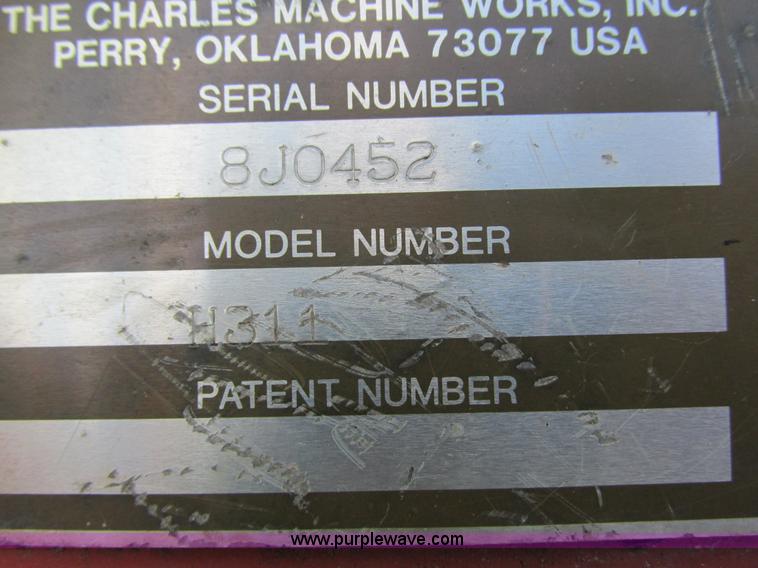 THE CHARLES MACHINE WORKS, INC.
PERRY, OKLAHOMA 73077 USA
SERIAL NUMBER
8J0452
MODEL NUMBER
H311
PATENT NUMBER
www.purplewave.com